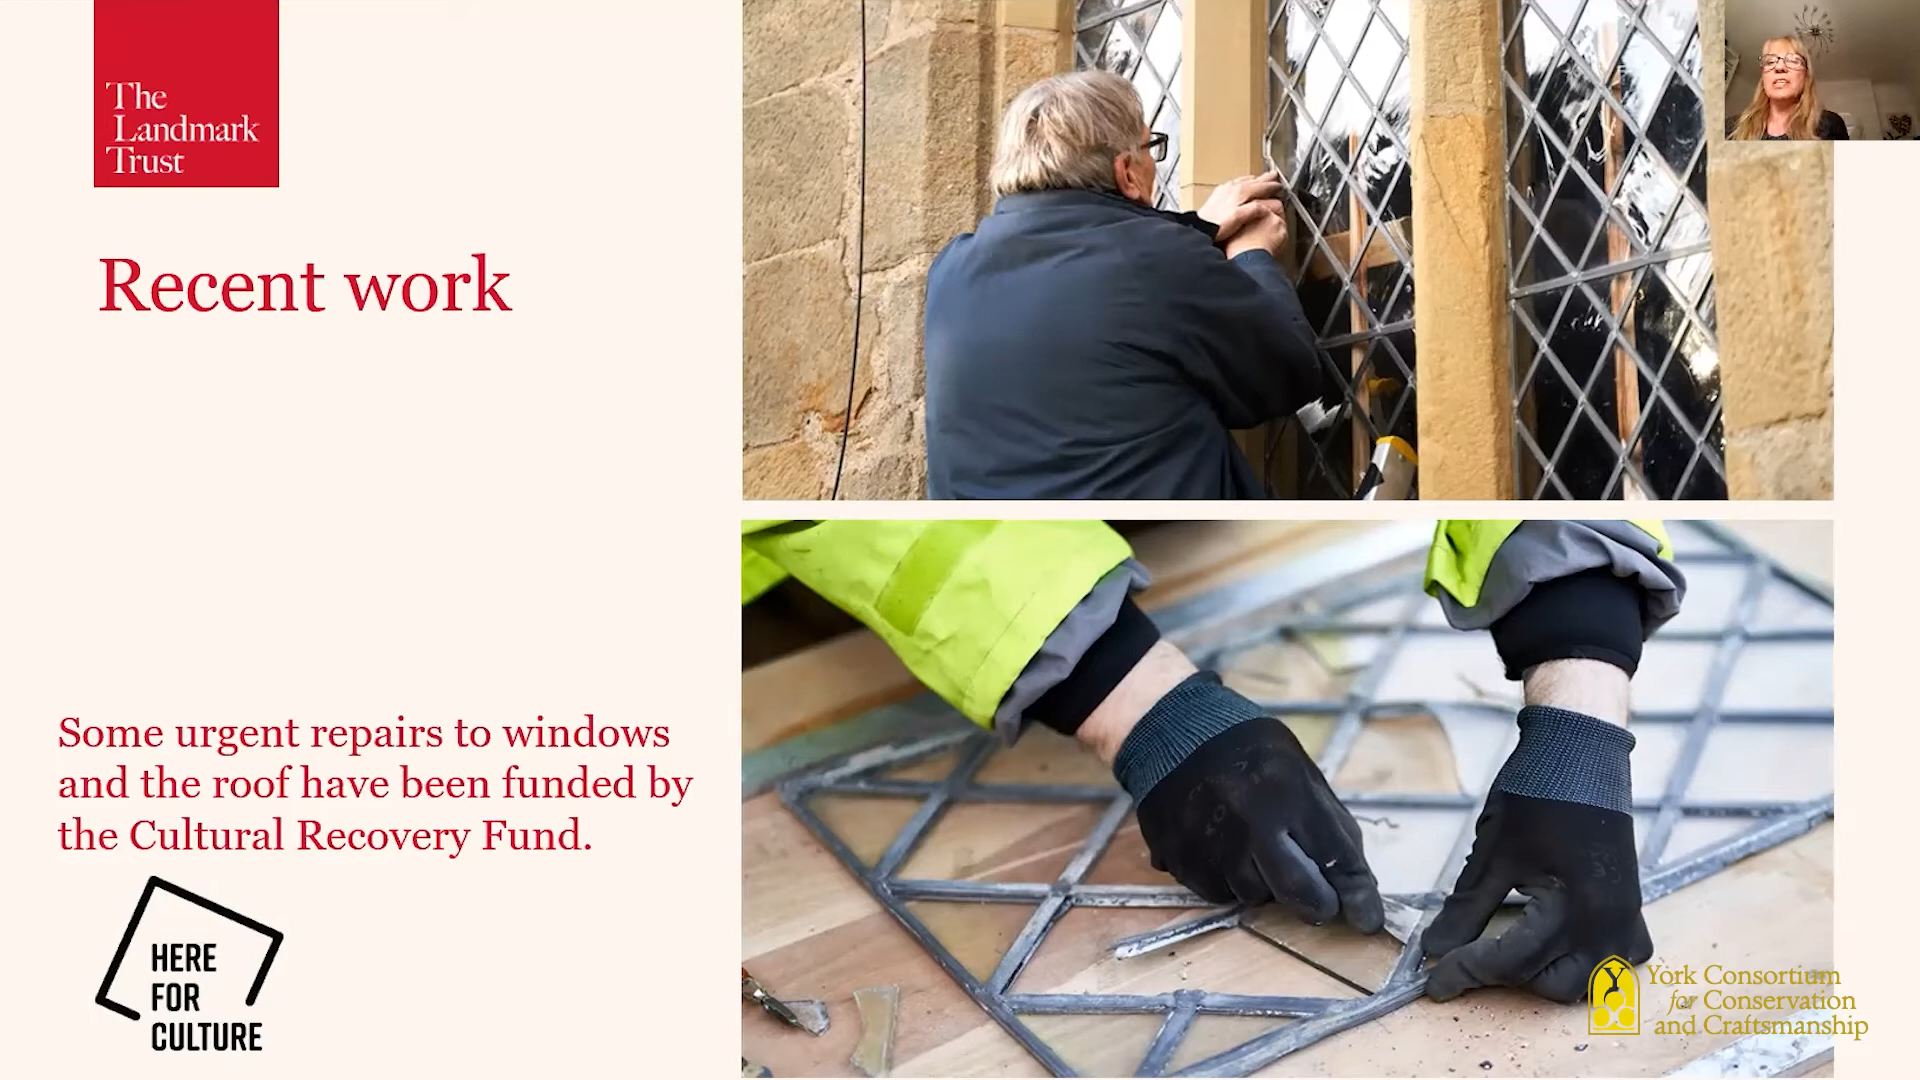 The
Landmark
Trust
Recent work
Some urgent repairs to windows
and the roof have been funded by
the Cultural Recovery Fund.
HERE
FOR
CULTURE
York Consortium
for Conservation
and Craftsmanship